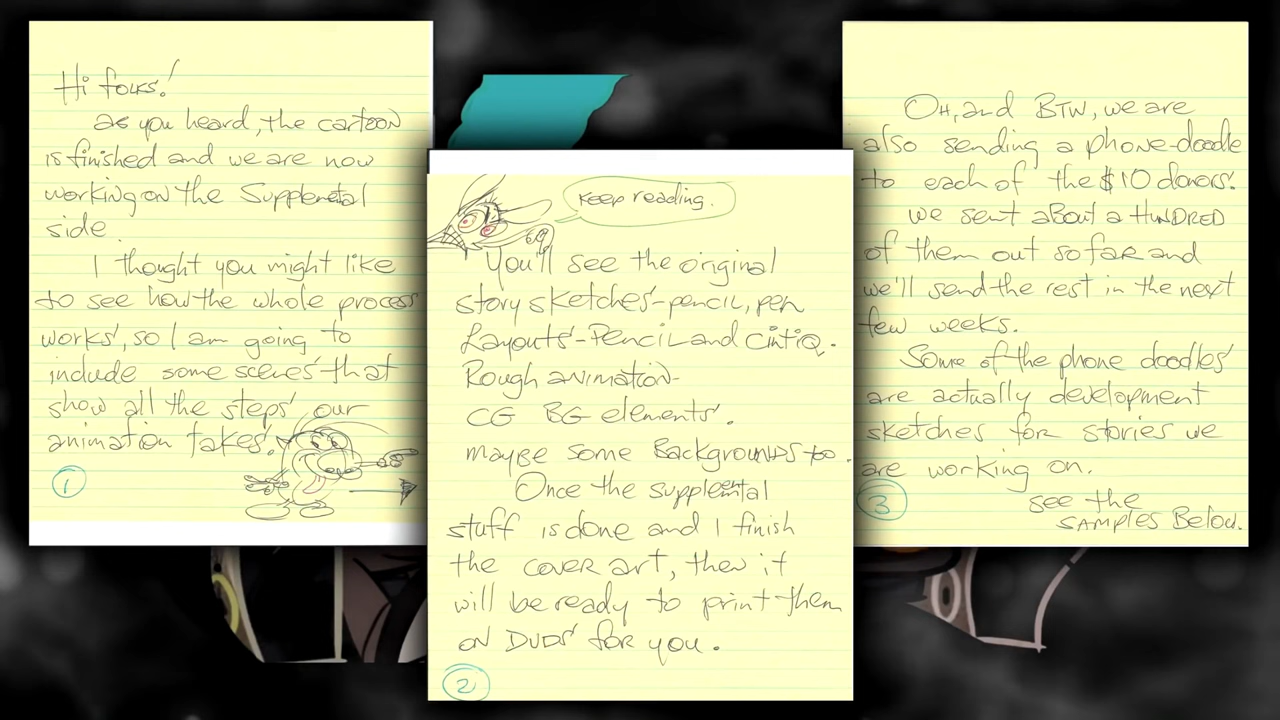 Hi folks!
as you heard, the cartoon
is finished and we are now
working on the Supplemetal
side.
I thought you might like
to see how the whole process
works', so I am going to
include some scenes' that
show all the steps' our
animation takes'.
1
Keep reading.
You'll see the original
story sketches'-pencil, pen
Layouts'-Pencil and Cintiq.
Rough animation-
CG BG elements'.
maybe some Backgrounds too.
Once the supplemental
stuff is done and I finish
the cover art, then it
will be ready to print them
on DVDs' for you.
2
OH, and BTW, we are
also sending a phone-doodle
to each of the $10 donors'.
we sent about a HUNDRED
of them out so far and
we'll send the rest in the next
few weeks.
Some of the phone doodles'
are actually development
sketches for stories we
are working on.
3
see the
SAMPLES Below.